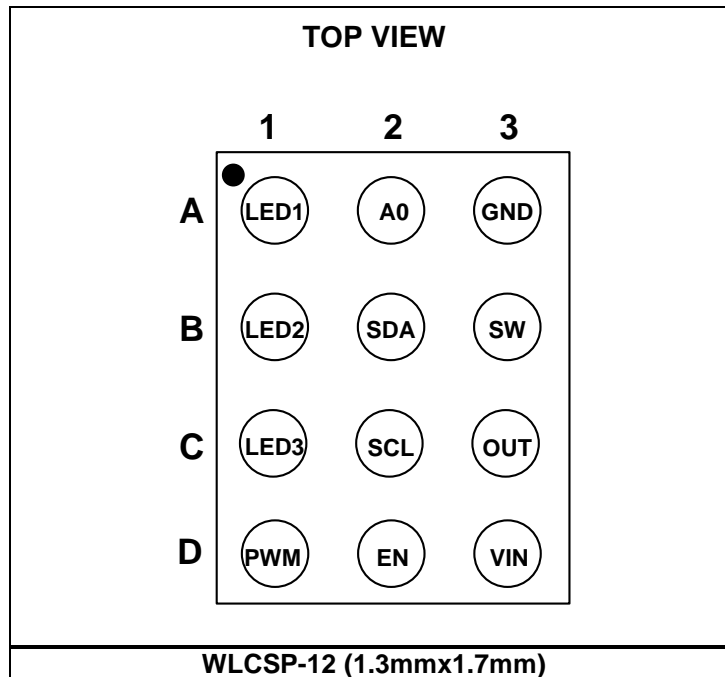 TOP VIEW
1 2 3
A LED1 A0 GND
B LED2 SDA SW
C LED3 SCL OUT
D PWM EN VIN
WLCSP-12 (1.3mmx1.7mm)